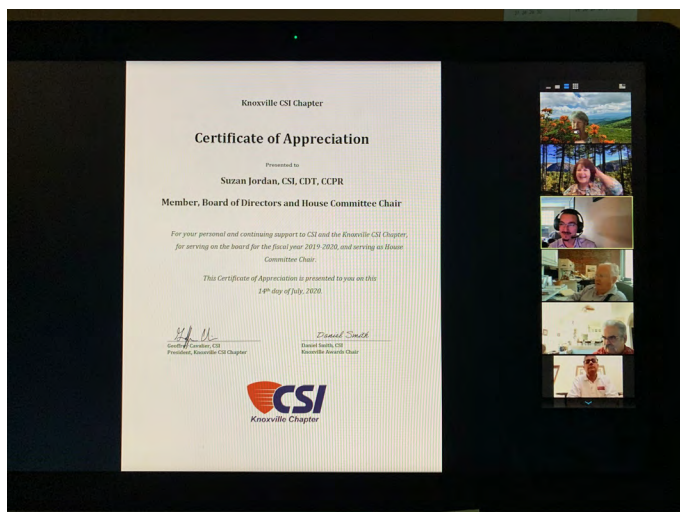 Knoxville CSI Chapter
Certificate of Appreciation
Presented to
Suzan Jordan, CSI, CDT, CCPR
Member, Board of Directors and House Committee Chair
For your personal and continuing support to CSI and the Knoxville CSI Chapter,
for serving on the board for the fiscal year 2019-2020, and serving as House
Committee Chair.
This Certificate of Appreciation is presented to you on this
14th day of July, 2020.
Daniel Smith
Geoffrey Cavalier, CSI
President, Knoxville CSI Chapter
Daniel Smith, CSI
Knoxville Awards Chair
CSI
Knoxville Chapter